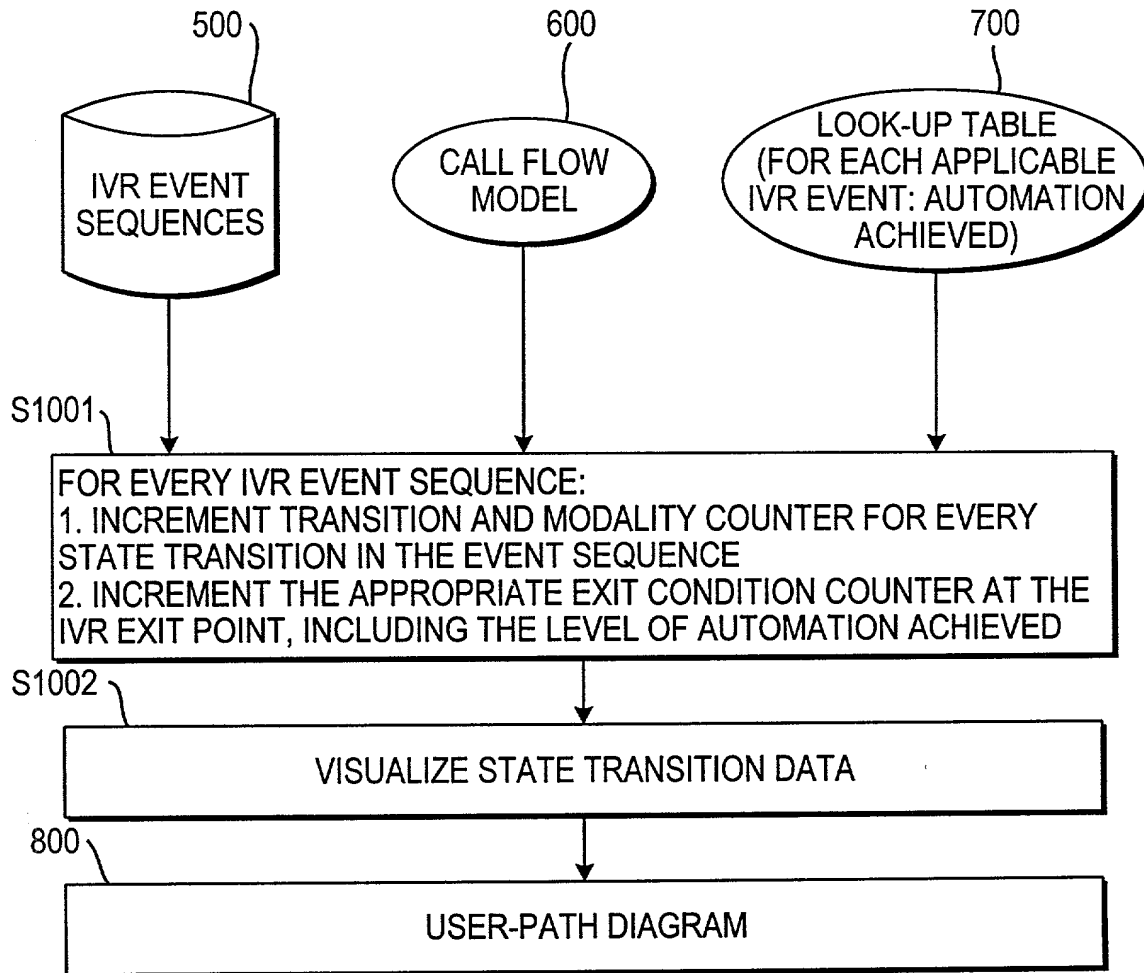 500
600
700
IVR EVENT
SEQUENCES
CALL FLOW
MODEL
LOOK-UP TABLE
(FOR EACH APPLICABLE
IVR EVENT: AUTOMATION
ACHIEVED)
S1001
FOR EVERY IVR EVENT SEQUENCE:
1. INCREMENT TRANSITION AND MODALITY COUNTER FOR EVERY
STATE TRANSITION IN THE EVENT SEQUENCE
2. INCREMENT THE APPROPRIATE EXIT CONDITION COUNTER AT THE
IVR EXIT POINT, INCLUDING THE LEVEL OF AUTOMATION ACHIEVED
S1002
VISUALIZE STATE TRANSITION DATA
800
USER-PATH DIAGRAM